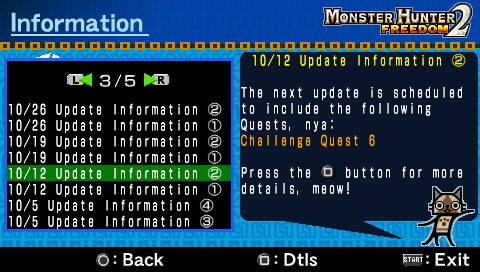 Information
MONSTER HUNTER
FREEDOM 2
L 3/5 R
10/26 Update Information ②
10/26 Update Information ①
10/19 Update Information ②
10/19 Update Information ①
10/12 Update Information ②
10/12 Update Information ①
10/5 Update Information ④
10/5 Update Information ③
10/12 Update Information ②
The next update is scheduled
to include the following
Quests, nya:
Challenge Quest 6
Press the □ button for more
details, meow!
○: Back
□: Dtls
START: Exit